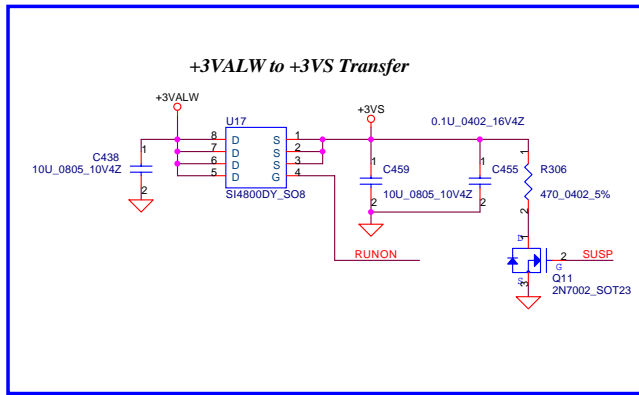 +3VALW to +3VS Transfer
+3VALW
U17
+3VS
0.1U_0402_16V4Z
8 D S 1
7 D S 2
6 D S 3
5 D G 4
SI4800DY_SO8
1
C438
10U_0805_10V4Z
2
1
C459
10U_0805_10V4Z
2
1
C455
2
1
R306
470_0402_5%
2
RUNON
1
D
2
G
SUSP
S
3
Q11
2N7002_SOT23